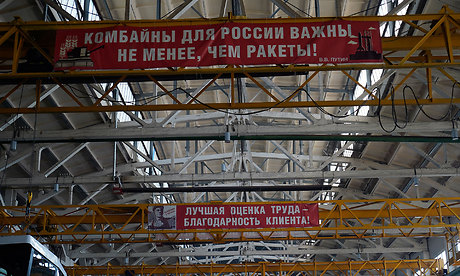 КОМБАЙНЫ ДЛЯ РОССИИ ВАЖНЫ
НЕ МЕНЕЕ, ЧЕМ РАКЕТЫ!
В.В. ПУТИН
ЛУЧШАЯ ОЦЕНКА ТРУДА -
БЛАГОДАРНОСТЬ КЛИЕНТА!